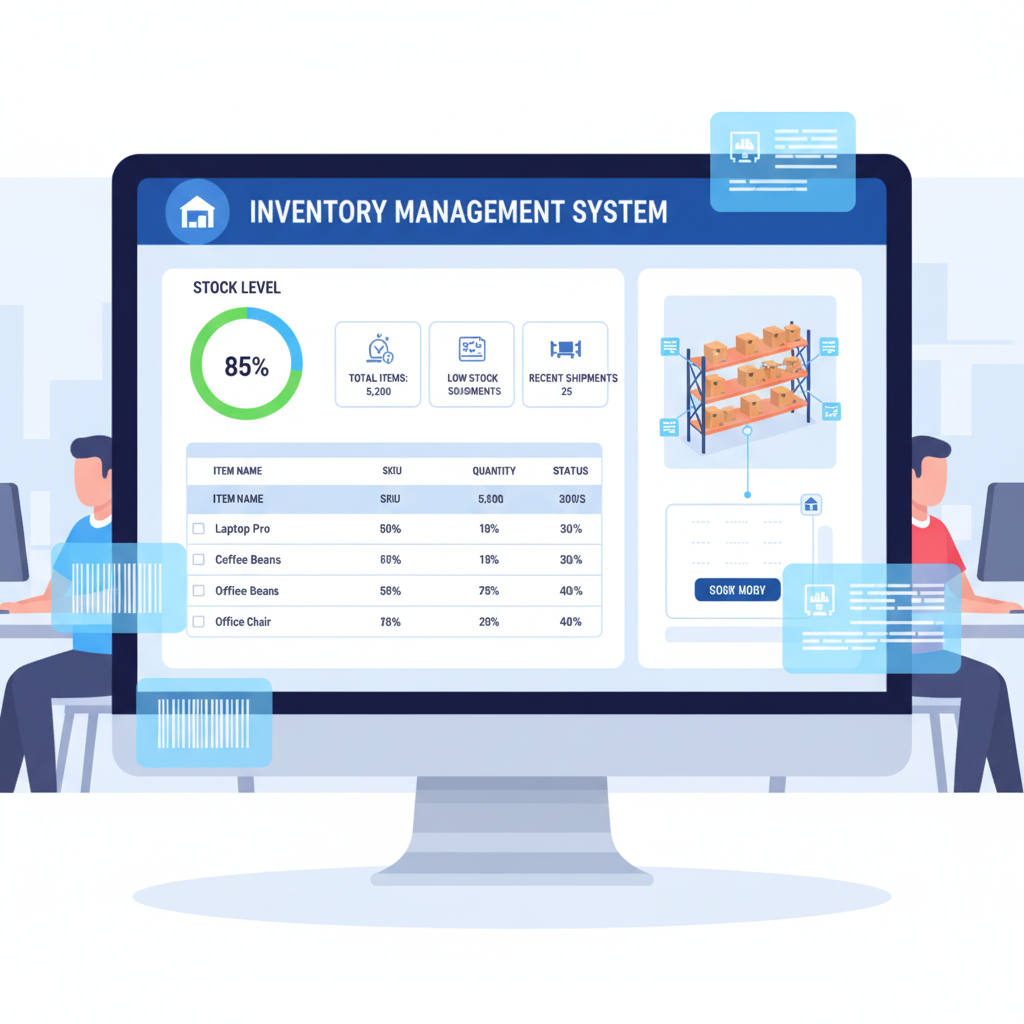 INVENTORY MANAGEMENT SYSTEM
STOCK LEVEL
85%
TOTAL ITEMS:
5,200
LOW STOCK
RECENT SHIPMENTS
25
ITEM NAME SKIU QUANTITY STATUS
ITEM NAME SRIU 5,800 300/S
Laptop Pro 50% 19% 30%
Ceffee Beans 60% 18% 30%
Offiee Beans 58% 75% 40%
Office Chair 78% 20% 40%
SOGK MOBY